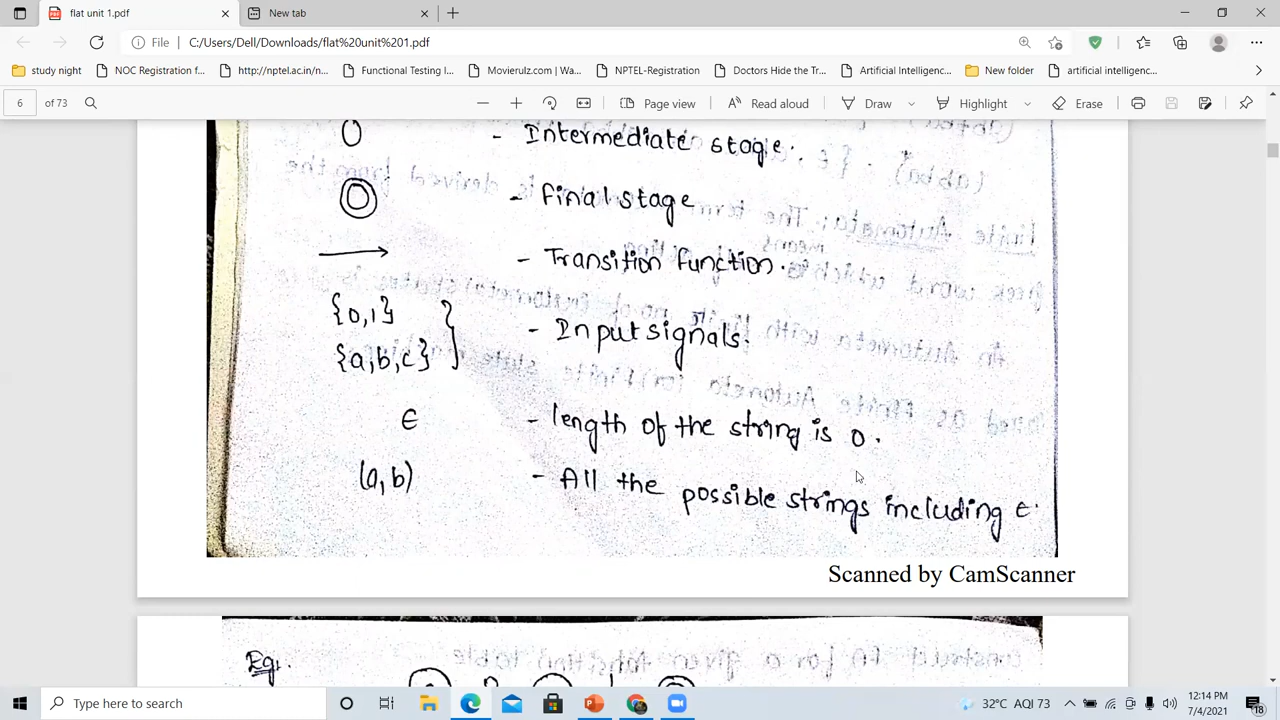 flat unit 1.pdf
New tab
File
C:/Users/Dell/Downloads/flat%20unit%201.pdf
study night
NOC Registration f...
http://nptel.ac.in/n...
Functional Testing I...
Movierulz.com | Wa...
NPTEL-Registration
Doctors Hide the Tr...
Artificial Intelligenc...
New folder
artificial intelligenc...
6 of 73
Page view
Read aloud
Draw
Highlight
Erase
- Intermediate stage.
- final stage
- Transition function.
{0,1}
{a,b,c}
- Input signals.
ϵ - length of the string is 0.
(a,b) - All the possible strings including ϵ.
Scanned by CamScanner
Eg:
Type here to search
32°C AQI 73
12:14 PM
7/4/2021
18